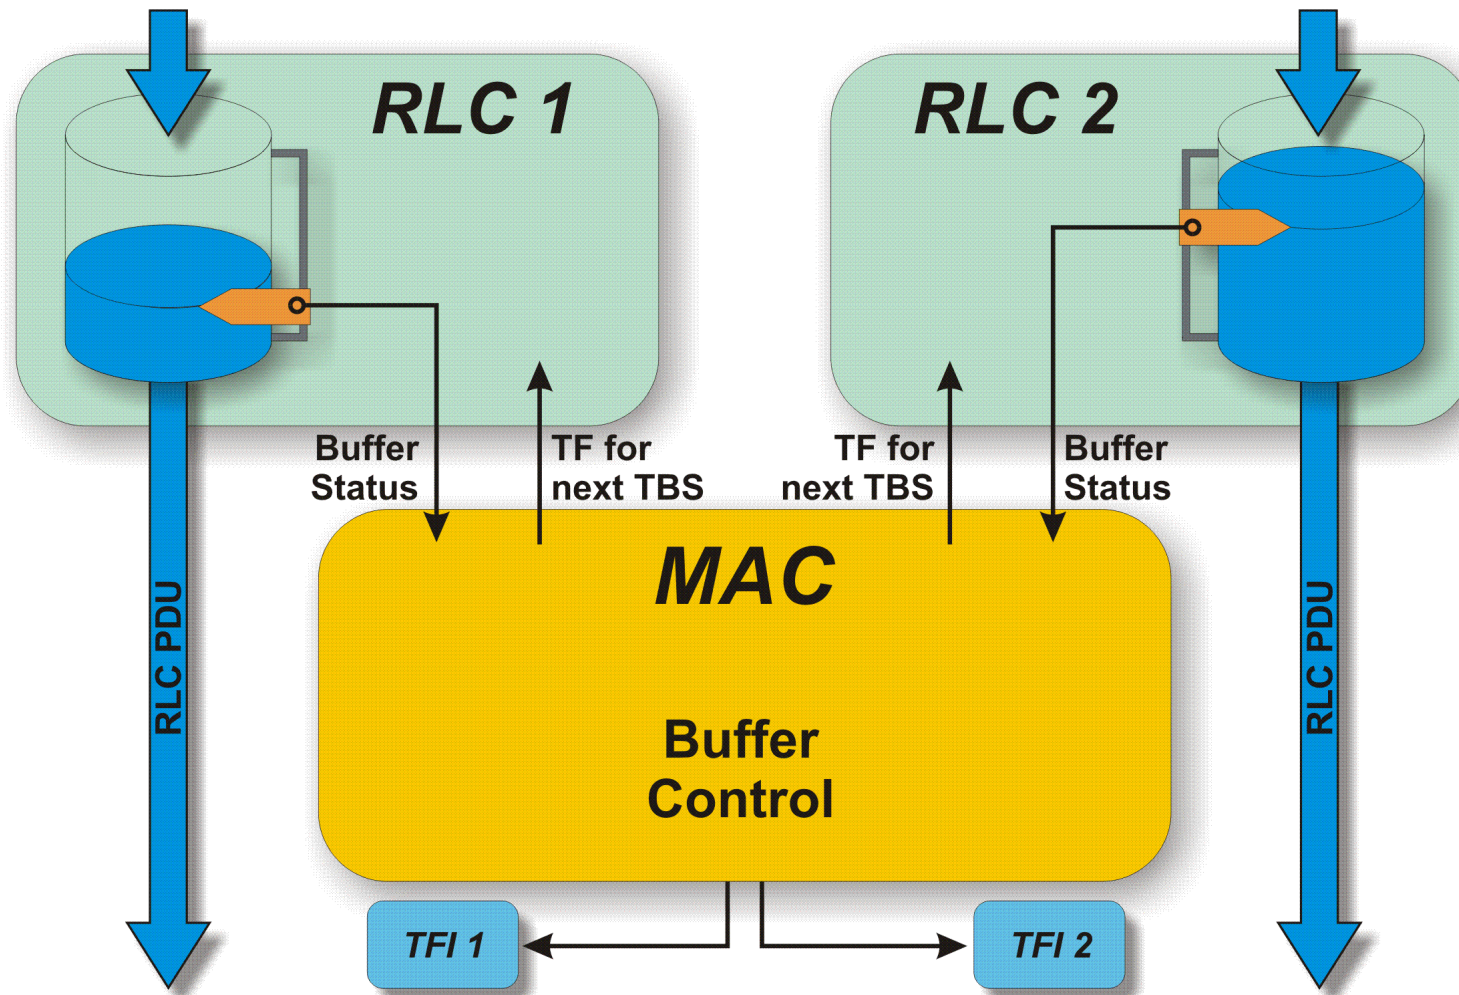 RLC 1
RLC 2
Buffer
Status
TF for
next TBS
TF for
next TBS
Buffer
Status
MAC
RLC PDU
RLC PDU
Buffer
Control
TFI 1
TFI 2